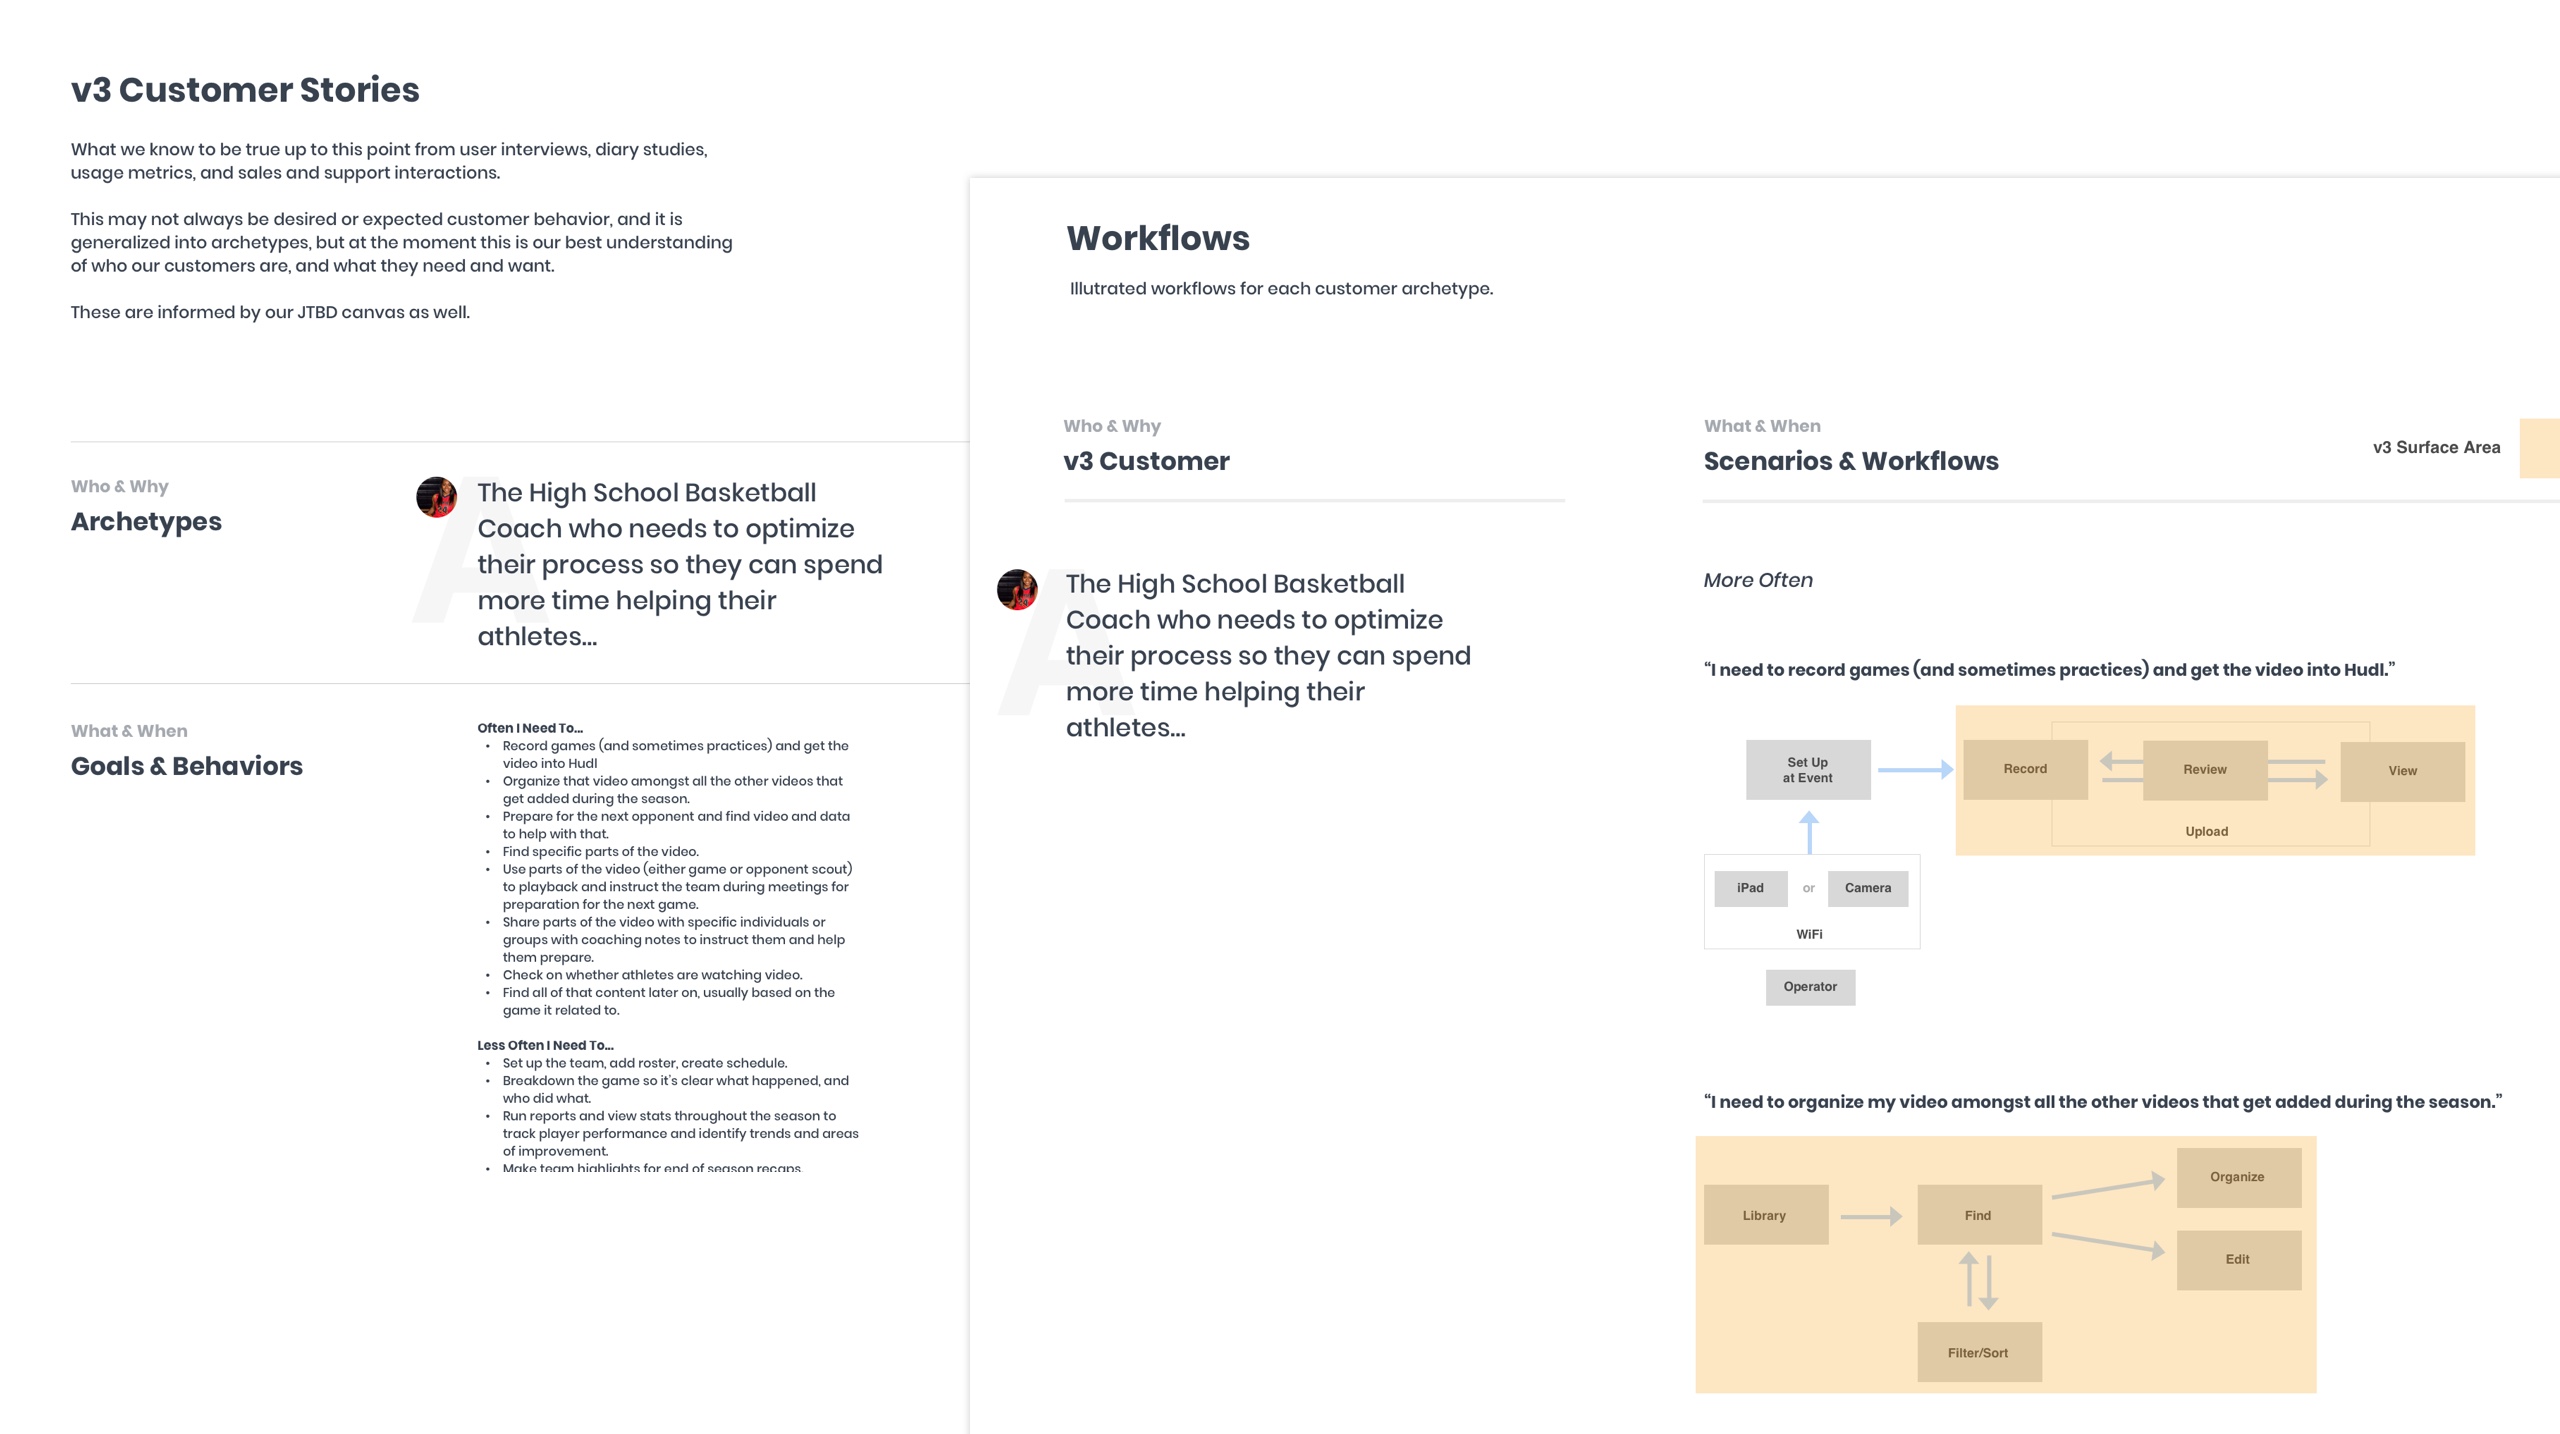 v3 Customer Stories
What we know to be true up to this point from user interviews, diary studies,
usage metrics, and sales and support interactions.
This may not always be desired or expected customer behavior, and it is
generalized into archetypes, but at the moment this is our best understanding
of who our customers are, and what they need and want.
These are informed by our JTBD canvas as well.
Who & Why
Archetypes
A
The High School Basketball
Coach who needs to optimize
their process so they can spend
more time helping their
athletes...
What & When
Goals & Behaviors
Often I Need To...
• Record games (and sometimes practices) and get the
video into Hudl
• Organize that video amongst all the other videos that
get added during the season.
• Prepare for the next opponent and find video and data
to help with that.
• Find specific parts of the video.
• Use parts of the video (either game or opponent scout)
to playback and instruct the team during meetings for
preparation for the next game.
• Share parts of the video with specific individuals or
groups with coaching notes to instruct them and help
them prepare.
• Check on whether athletes are watching video.
• Find all of that content later on, usually based on the
game it related to.
Less Often I Need To...
• Set up the team, add roster, create schedule.
• Breakdown the game so it's clear what happened, and
who did what.
• Run reports and view stats throughout the season to
track player performance and identify trends and areas
of improvement.
• Make team highlights for end of season recaps.
Workflows
Illutrated workflows for each customer archetype.
Who & Why
v3 Customer
A
The High School Basketball
Coach who needs to optimize
their process so they can spend
more time helping their
athletes...
What & When
Scenarios & Workflows
v3 Surface Area
More Often
“I need to record games (and sometimes practices) and get the video into Hudl.”
Set Up
at Event
Record
Review
View
Upload
iPad
or
Camera
WiFi
Operator
“I need to organize my video amongst all the other videos that get added during the season.”
Library
Find
Organize
Edit
Filter/Sort